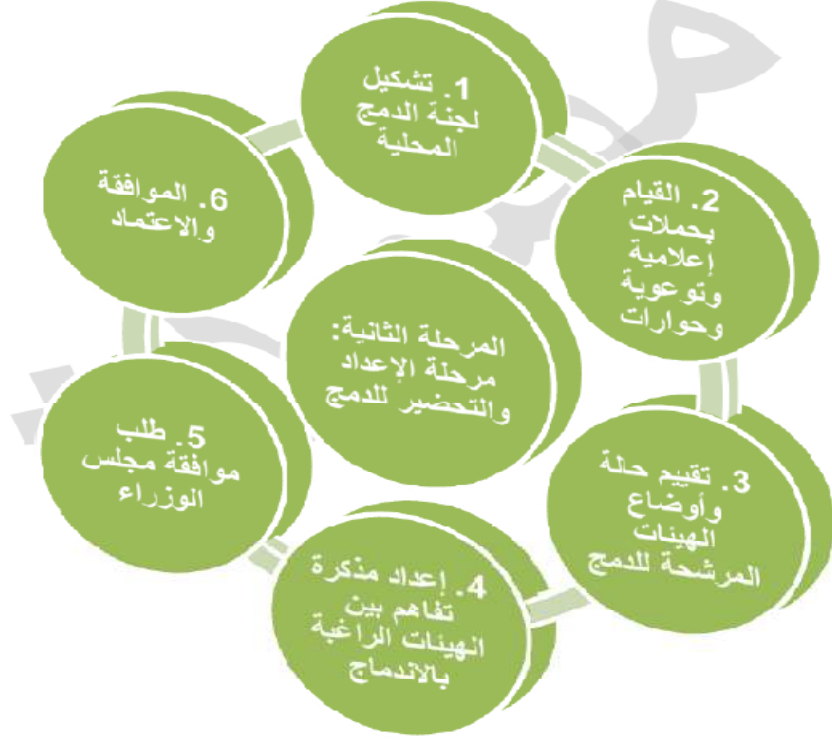 1. تشكيل
لجنة الدمج
المحلية
2. القيام
بحملات
إعلامية
وتوعوية
وحوارات
3. تقييم حالة
وأوضاع
الهيئات
المرشحة للدمج
4. إعداد مذكرة
تفاهم بين
الهيئات الراغبة
بالاندماج
5. طلب
موافقة مجلس
الوزراء
6. الموافقة
والاعتماد
المرحلة الثانية:
مرحلة الإعداد
والتحضير للدمج